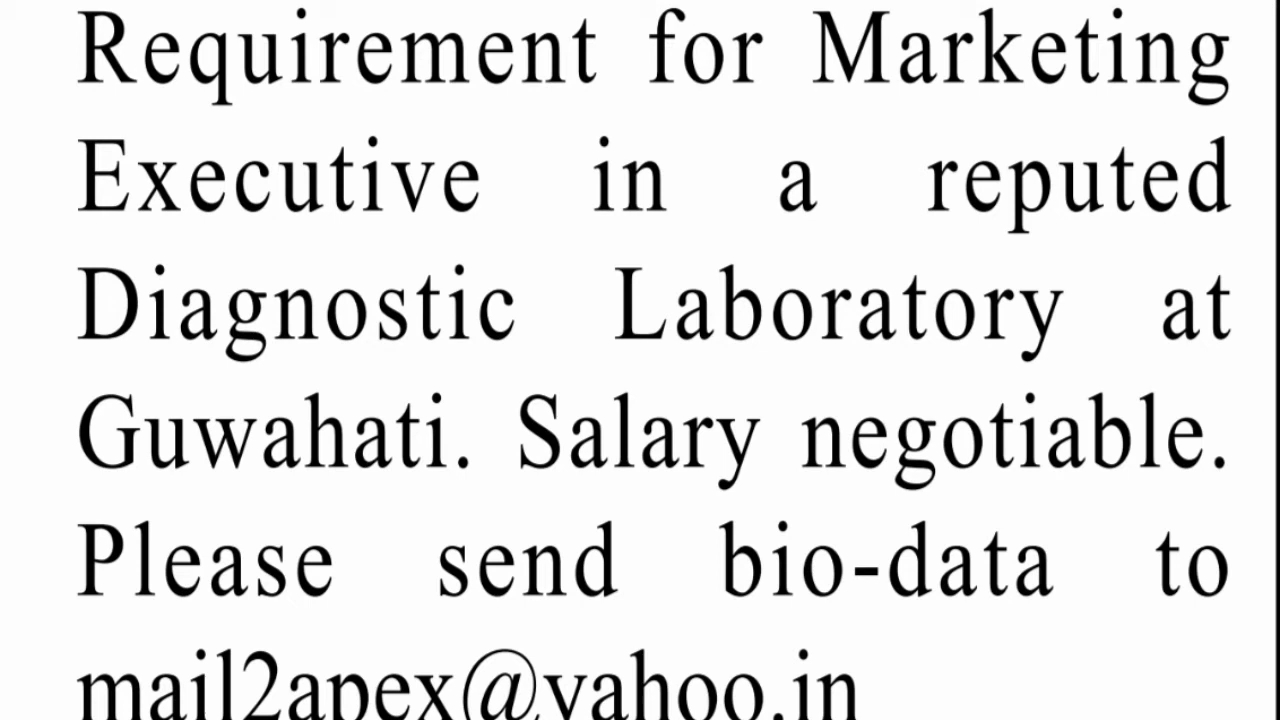 Requirement for Marketing
Executive in a reputed
Diagnostic Laboratory at
Guwahati. Salary negotiable.
Please send bio-data to
mail2apex@yahoo.in